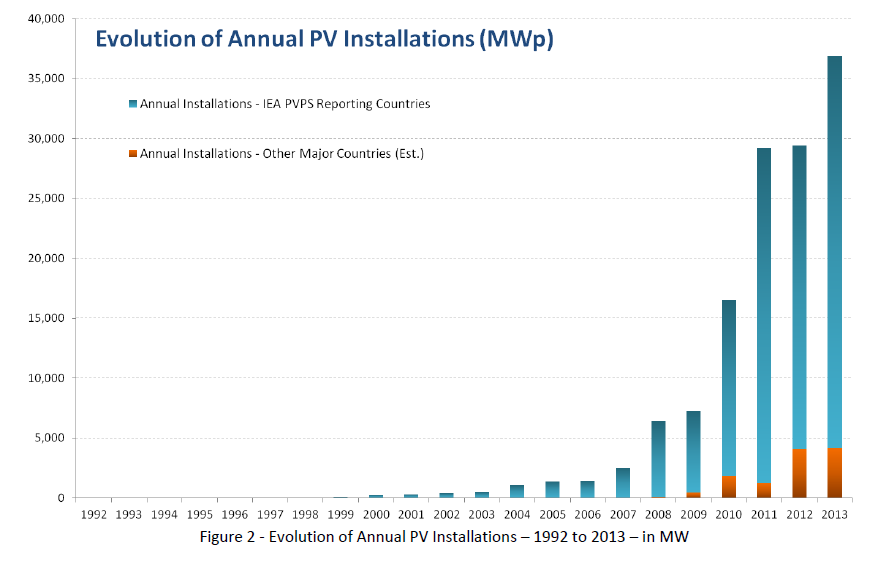 40,000
Evolution of Annual PV Installations (MWp)
35,000
Annual Installations - IEA PVPS Reporting Countries
30,000
Annual Installations - Other Major Countries (Est.)
25,000
20,000
15,000
10,000
5,000
0
1992 1993 1994 1995 1996 1997 1998 1999 2000 2001 2002 2003 2004 2005 2006 2007 2008 2009 2010 2011 2012 2013
Figure 2 - Evolution of Annual PV Installations – 1992 to 2013 – in MW